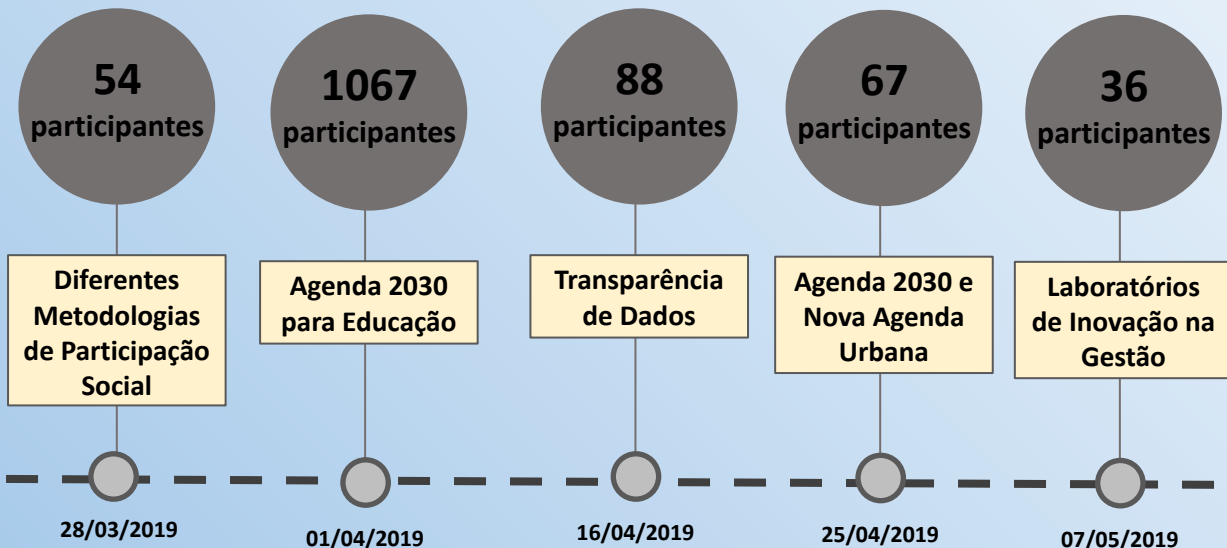 54
participantes
1067
participantes
88
participantes
67
participantes
36
participantes
Diferentes
Metodologias
de Participação
Social
Agenda 2030
para Educação
Transparência
de Dados
Agenda 2030 e
Nova Agenda
Urbana
Laboratórios
de Inovação na
Gestão
28/03/2019
01/04/2019
16/04/2019
25/04/2019
07/05/2019